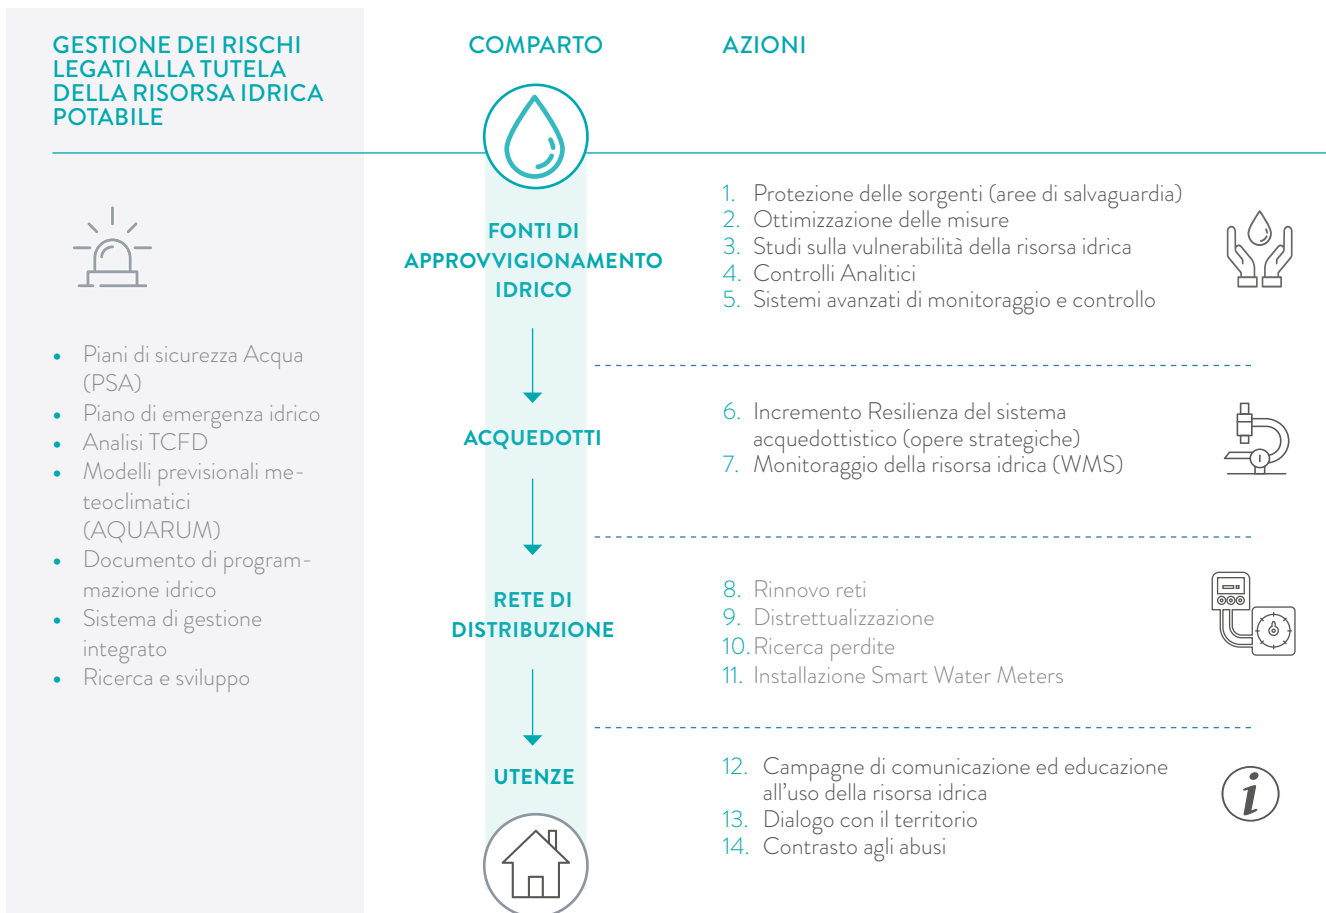 GESTIONE DEI RISCHI
LEGATI ALLA TUTELA
DELLA RISORSA IDRICA
POTABILE
• Piani di sicurezza Acqua
(PSA)
• Piano di emergenza idrico
• Analisi TCFD
• Modelli previsionali me-
teoclimatici
(AQUARUM)
• Documento di program-
mazione idrico
• Sistema di gestione
integrato
• Ricerca e sviluppo
COMPARTO
AZIONI
FONTI DI
APPROVVIGIONAMENTO
IDRICO
1. Protezione delle sorgenti (aree di salvaguardia)
2. Ottimizzazione delle misure
3. Studi sulla vulnerabilità della risorsa idrica
4. Controlli Analitici
5. Sistemi avanzati di monitoraggio e controllo
ACQUEDOTTI
6. Incremento Resilienza del sistema
acquedottistico (opere strategiche)
7. Monitoraggio della risorsa idrica (WMS)
RETE DI
DISTRIBUZIONE
8. Rinnovo reti
9. Distrettualizzazione
10. Ricerca perdite
11. Installazione Smart Water Meters
UTENZE
12. Campagne di comunicazione ed educazione
all'uso della risorsa idrica
13. Dialogo con il territorio
14. Contrasto agli abusi
i